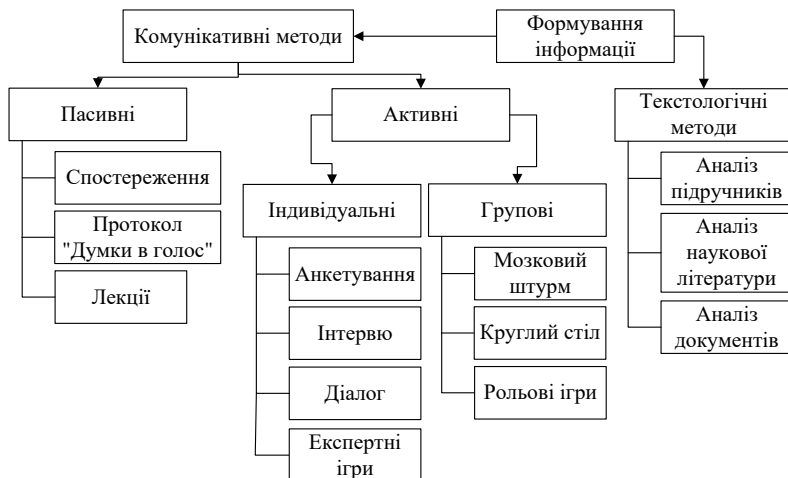 Комунікативні методи
Формування
інформації
Пасивні
Активні
Текстологічні
методи
Спостереження
Протокол
"Думки в голос"
Лекції
Індивідуальні
Анкетування
Інтервю
Діалог
Експертні
ігри
Групові
Мозковий
штурм
Круглий стіл
Рольові ігри
Аналіз
підручників
Аналіз
наукової
літератури
Аналіз
документів